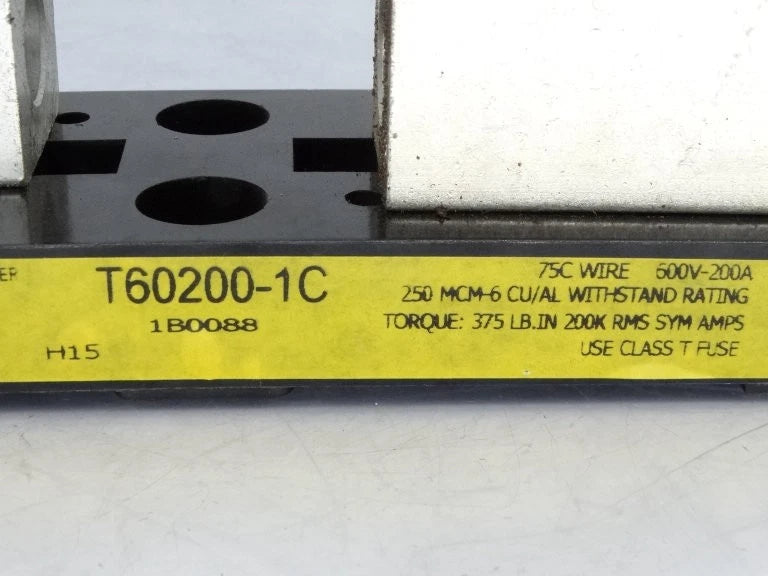 T60200-1C
1B0088
H15
75C WIRE 600V-200A
250 MCM-6 CU/AL WITHSTAND RATING
TORQUE: 375 LB.IN 200K RMS SYM AMPS
USE CLASS T FUSE